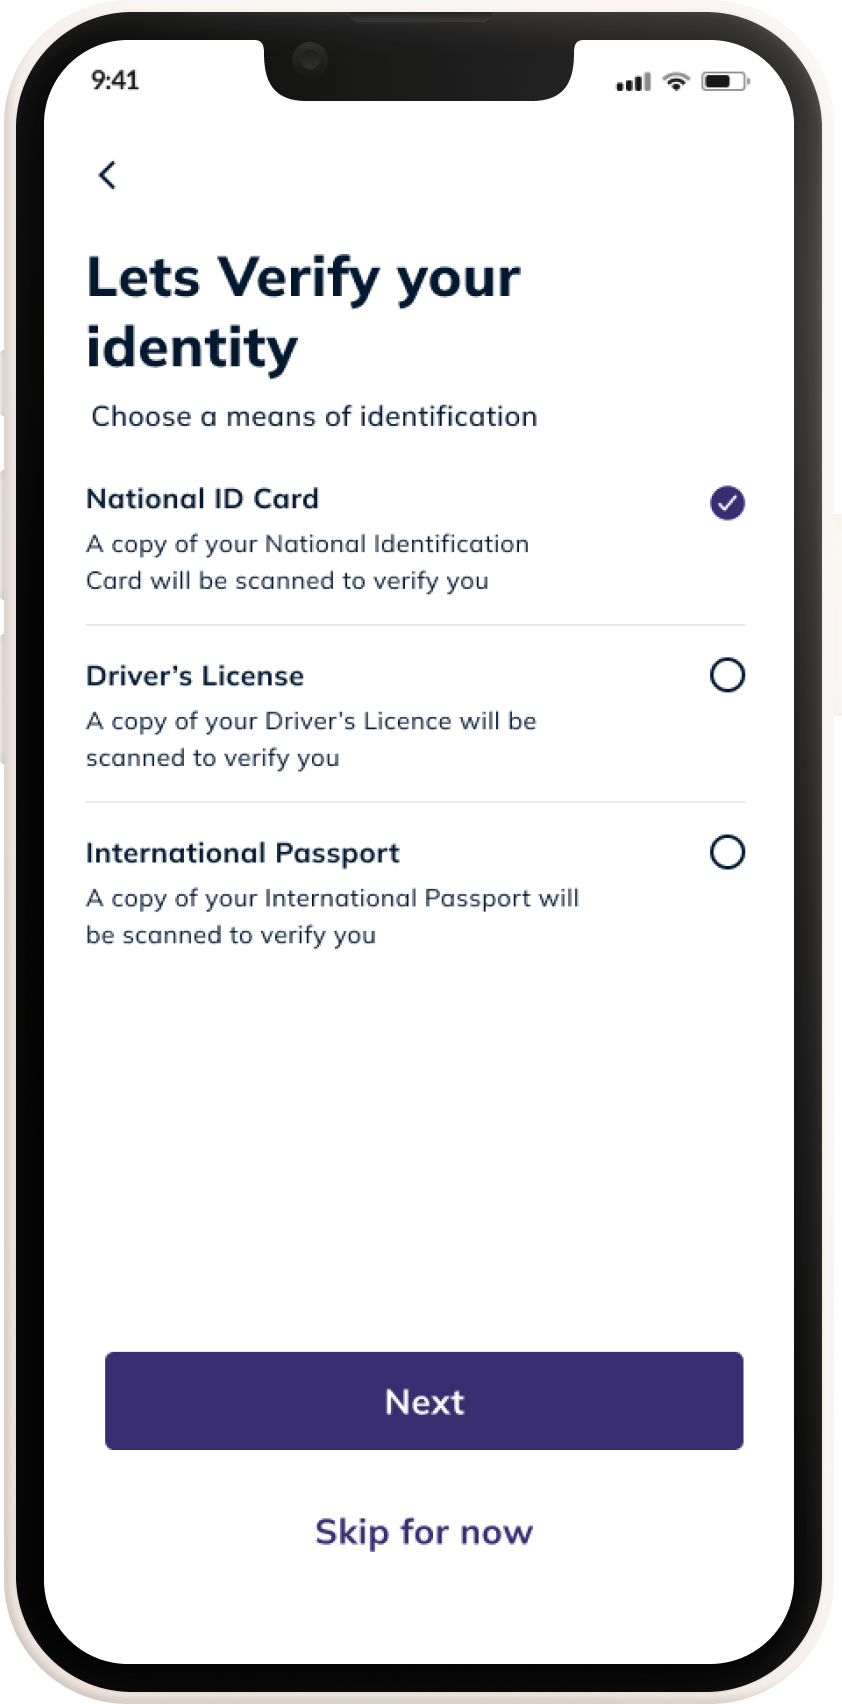 9:41
Lets Verify your
identity
Choose a means of identification
National ID Card
A copy of your National Identification
Card will be scanned to verify you
Driver’s License
A copy of your Driver’s Licence will be
scanned to verify you
International Passport
A copy of your International Passport will
be scanned to verify you
Next
Skip for now